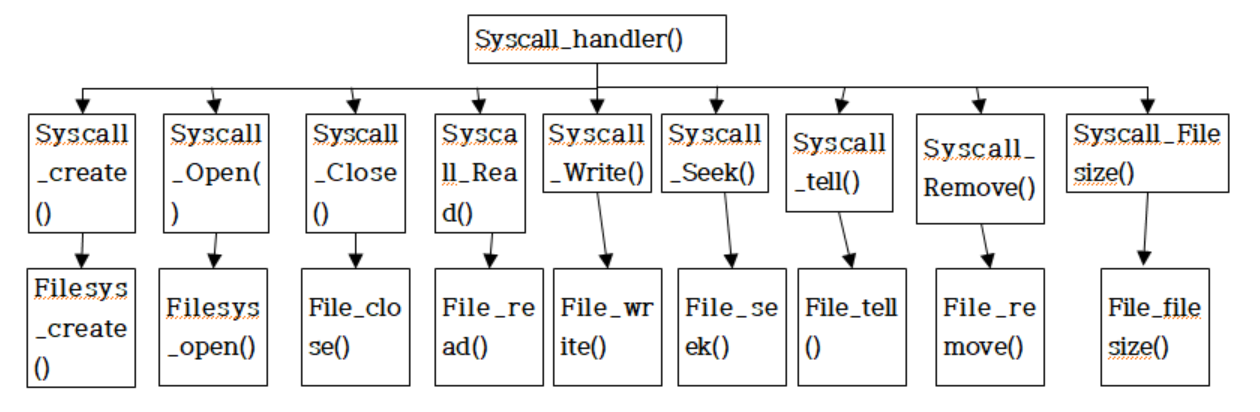 Syscall_handler()
Syscall
_create
()
Syscall
_Open(
)
Syscall
_Close
()
Sysca
ll_Rea
d()
Syscall
_Write()
Syscall
_Seek()
Syscall
_tell()
Syscall_
Remove()
Syscall_File
size()
Filesys
_create
()
Filesys
_open()
File_clo
se()
File_re
ad()
File_wr
ite()
File_se
ek()
File_tell
()
File_re
move()
File_file
size()